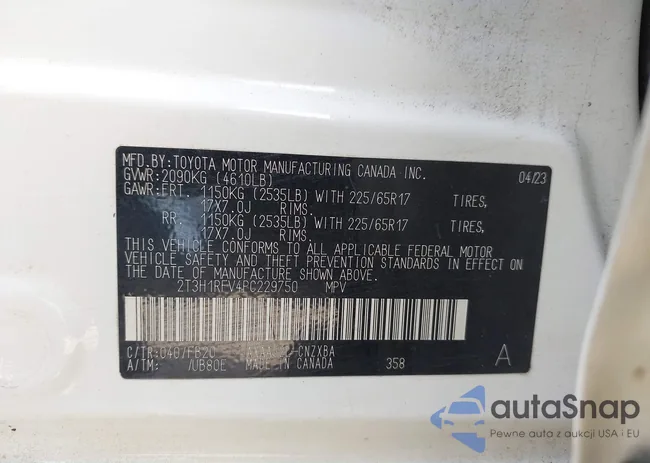 MFD.BY:TOYOTA MOTOR MANUFACTURING CANADA INC.
GVWR:2090KG (4610LB) 04/23
GAWR:FRT. 1150KG (2535LB) WITH 225/65R17 TIRES,
17X7.0J RIMS.
RR. 1150KG (2535LB) WITH 225/65R17 TIRES,
17X7.0J RIMS.
THIS VEHICLE CONFORMS TO ALL APPLICABLE FEDERAL MOTOR
VEHICLE SAFETY AND THEFT PREVENTION STANDARDS IN EFFECT ON
THE DATE OF MANUFACTURE SHOWN ABOVE.
2T3H1RFV4PC229750 MPV
C/TR:
A/TM: /UB80E MADE IN CANADA 358 A
autaSnap
Pewne auta z aukcji USA i EU